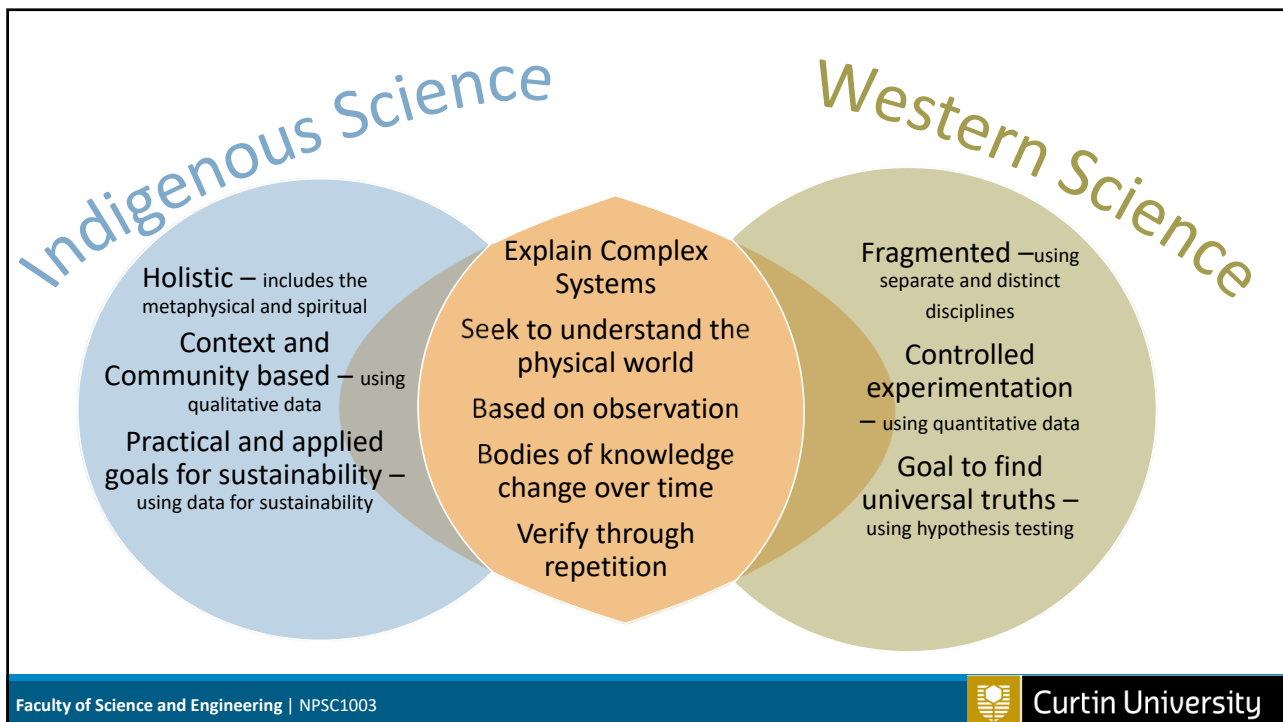 Indigenous Science
Western Science
Holistic – includes the
metaphysical and spiritual
Context and
Community based – using
qualitative data
Practical and applied
goals for sustainability –
using data for sustainability
Explain Complex
Systems
Seek to understand the
physical world
Based on observation
Bodies of knowledge
change over time
Verify through
repetition
Fragmented –using
separate and distinct
disciplines
Controlled
experimentation
– using quantitative data
Goal to find
universal truths –
using hypothesis testing
Faculty of Science and Engineering | NPSC1003
Curtin University